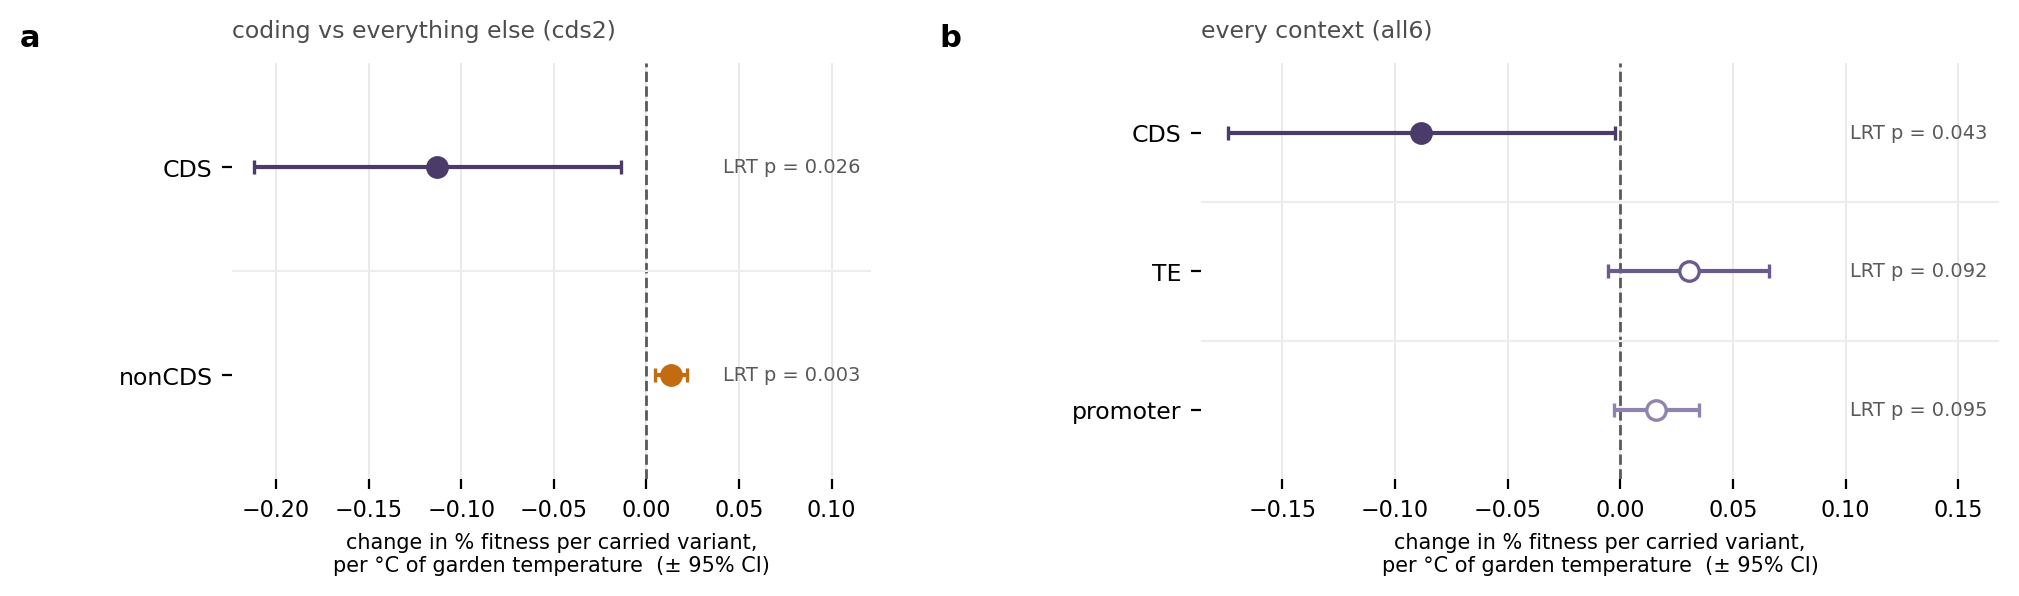 a
coding vs everything else (cds2)
CDS
LRT p = 0.026
nonCDS
LRT p = 0.003
−0.20 −0.15 −0.10 −0.05 0.00 0.05 0.10
change in % fitness per carried variant,
per °C of garden temperature (± 95% CI)
b
every context (all6)
CDS
LRT p = 0.043
TE
LRT p = 0.092
promoter
LRT p = 0.095
−0.15 −0.10 −0.05 0.00 0.05 0.10 0.15
change in % fitness per carried variant,
per °C of garden temperature (± 95% CI)